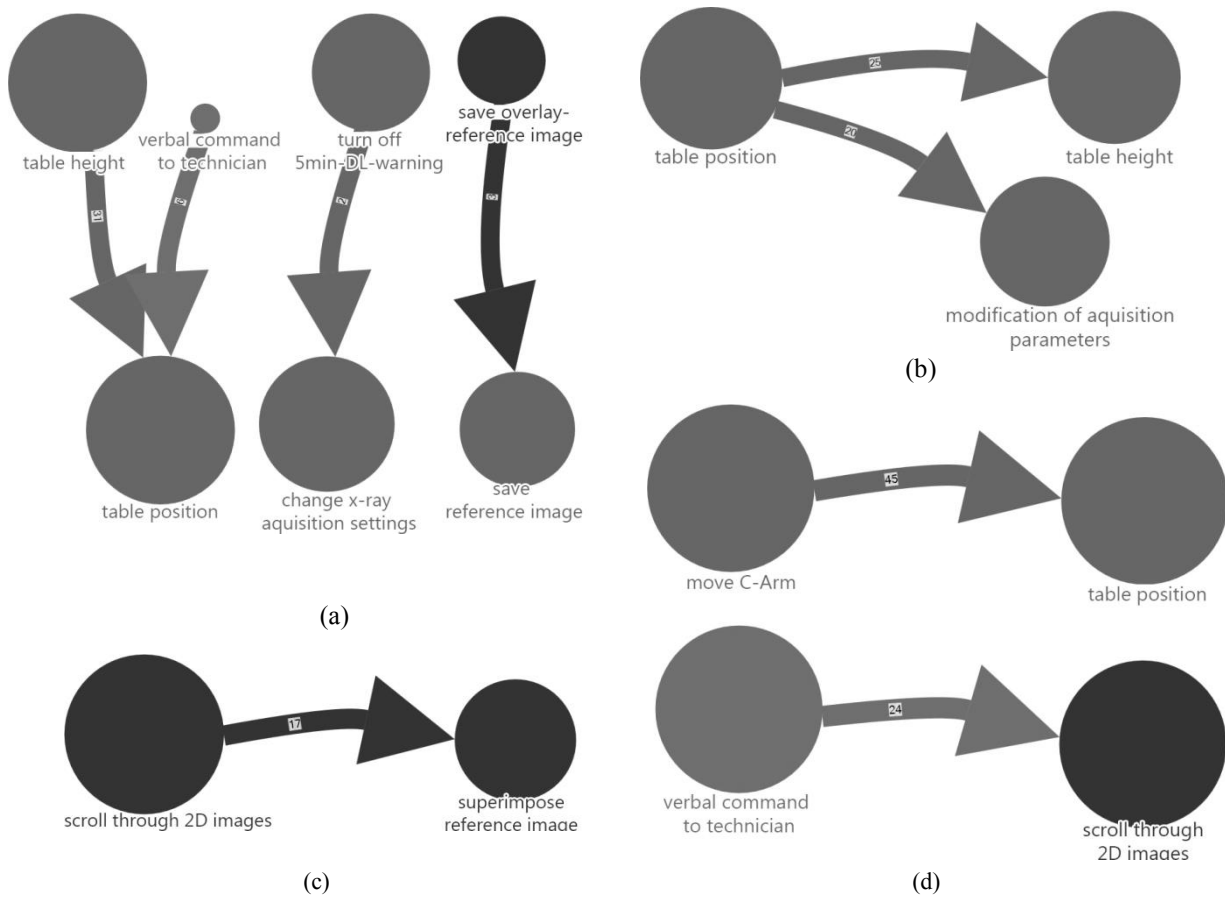 table height
verbal command
to technician
turn off
5min-DL-warning
save overlay-
reference image
table position
change x-ray
aquisition settings
save
reference image
(a)
table position
25
20
table height
modification of aquisition
parameters
(b)
scroll through 2D images
17
superimpose
reference image
(c)
move C-Arm
45
table position
verbal command
to technician
24
scroll through
2D images
(d)